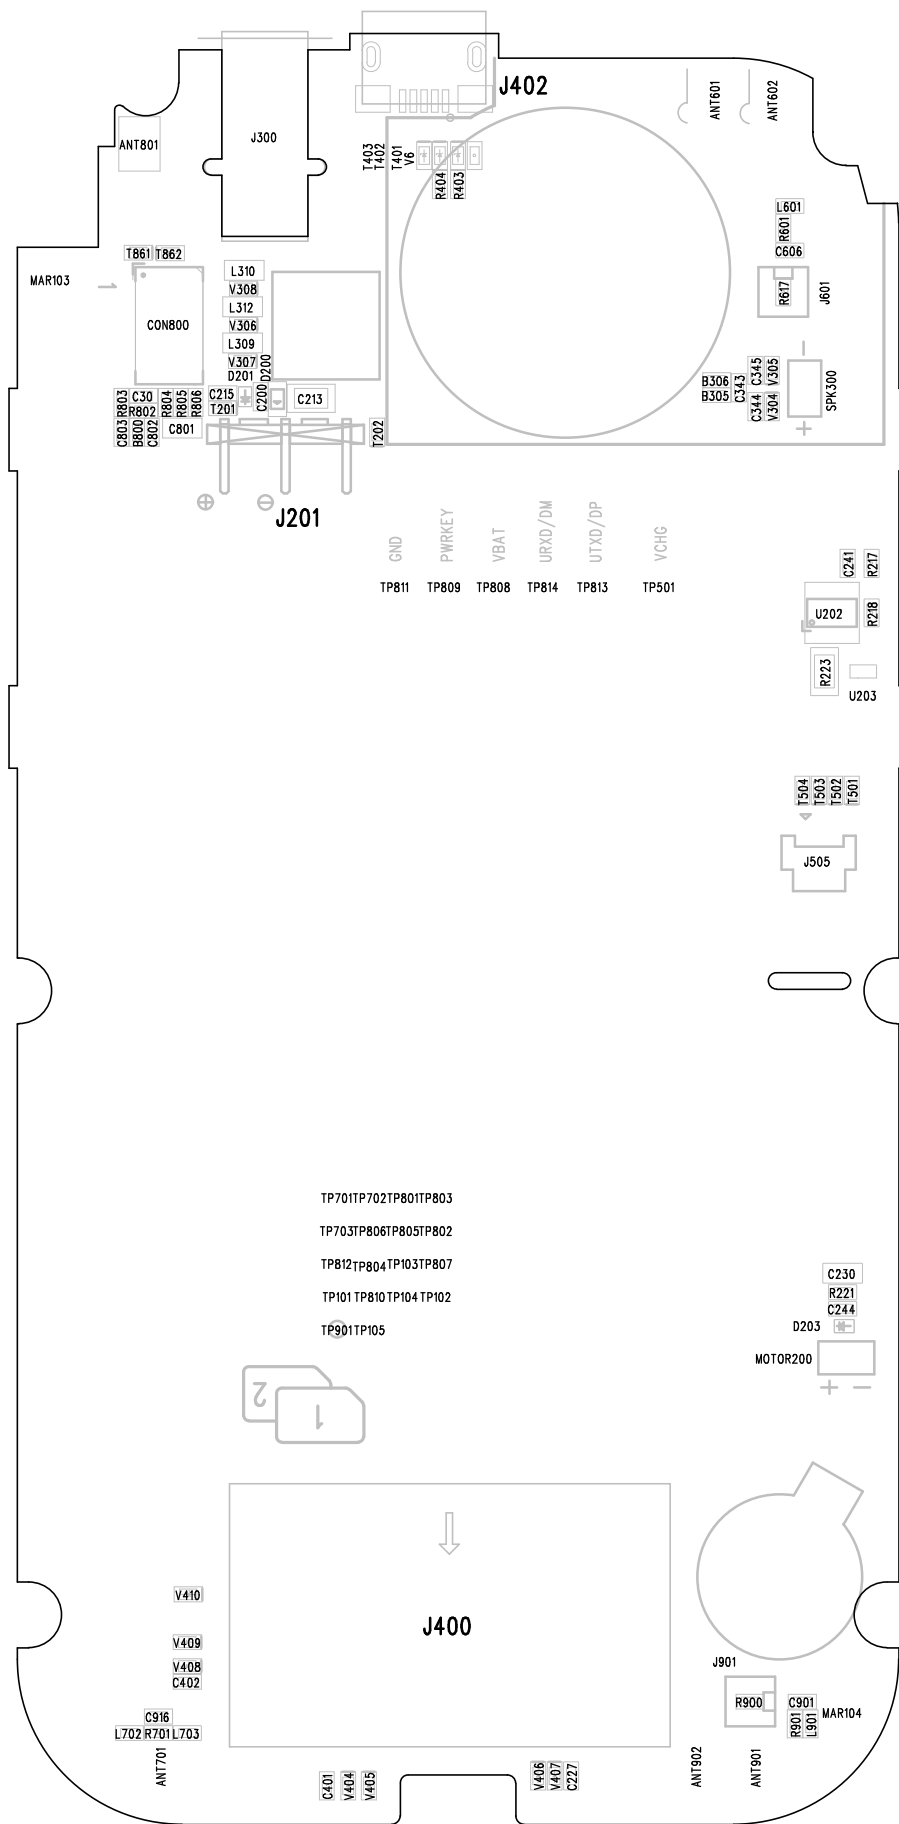 J402
ANT601
ANT602
ANT801
J300
T403
T402
T401
V6
R404
R403
L601
R601
C606
T861 T862
MAR103
1
L310
V308
CON800
L312
V306
L309
V307
D201
D200
R617
J601
B306
B305
C343
C345
V305
C344
V304
SPK300
R803
C30
R802
R804
R805
R806
C215
T201
C200
C213
C803
B800
C802
C801
T202
J201
GND
PWRKEY
VBAT
URXD/DM
UTXD/DP
VCHG
TP811 TP809 TP808 TP814 TP813 TP501
C241
R217
U202
R218
R223
U203
T504
T503
T502
T501
J505
TP701TP702TP801TP803
TP703TP806TP805TP802
TP812TP804TP103TP807
TP101 TP810 TP104 TP102
TP901TP105
C230
R221
C244
D203
MOTOR200
+ −
2
1
V410
J400
V409
V408
C402
J901
R900
C901
MAR104
R901
L901
C916
L702 R701 L703
ANT701
C401
V404
V405
V406
V407
C227
ANT902
ANT901